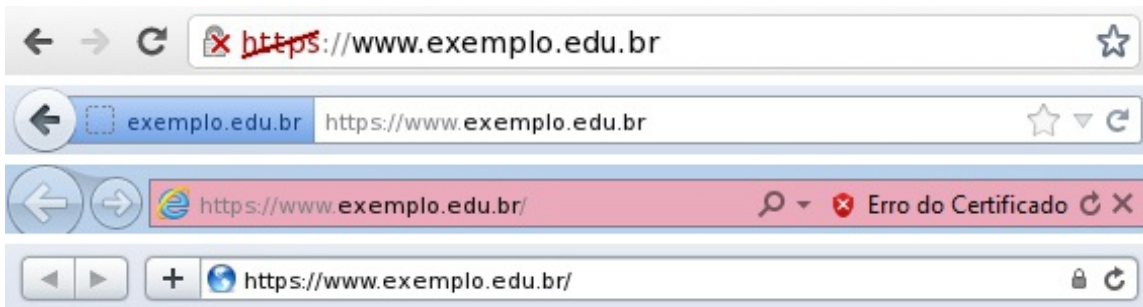 https://www.exemplo.edu.br
exemplo.edu.br https://www.exemplo.edu.br
https://www.exemplo.edu.br/ Erro do Certificado
https://www.exemplo.edu.br/